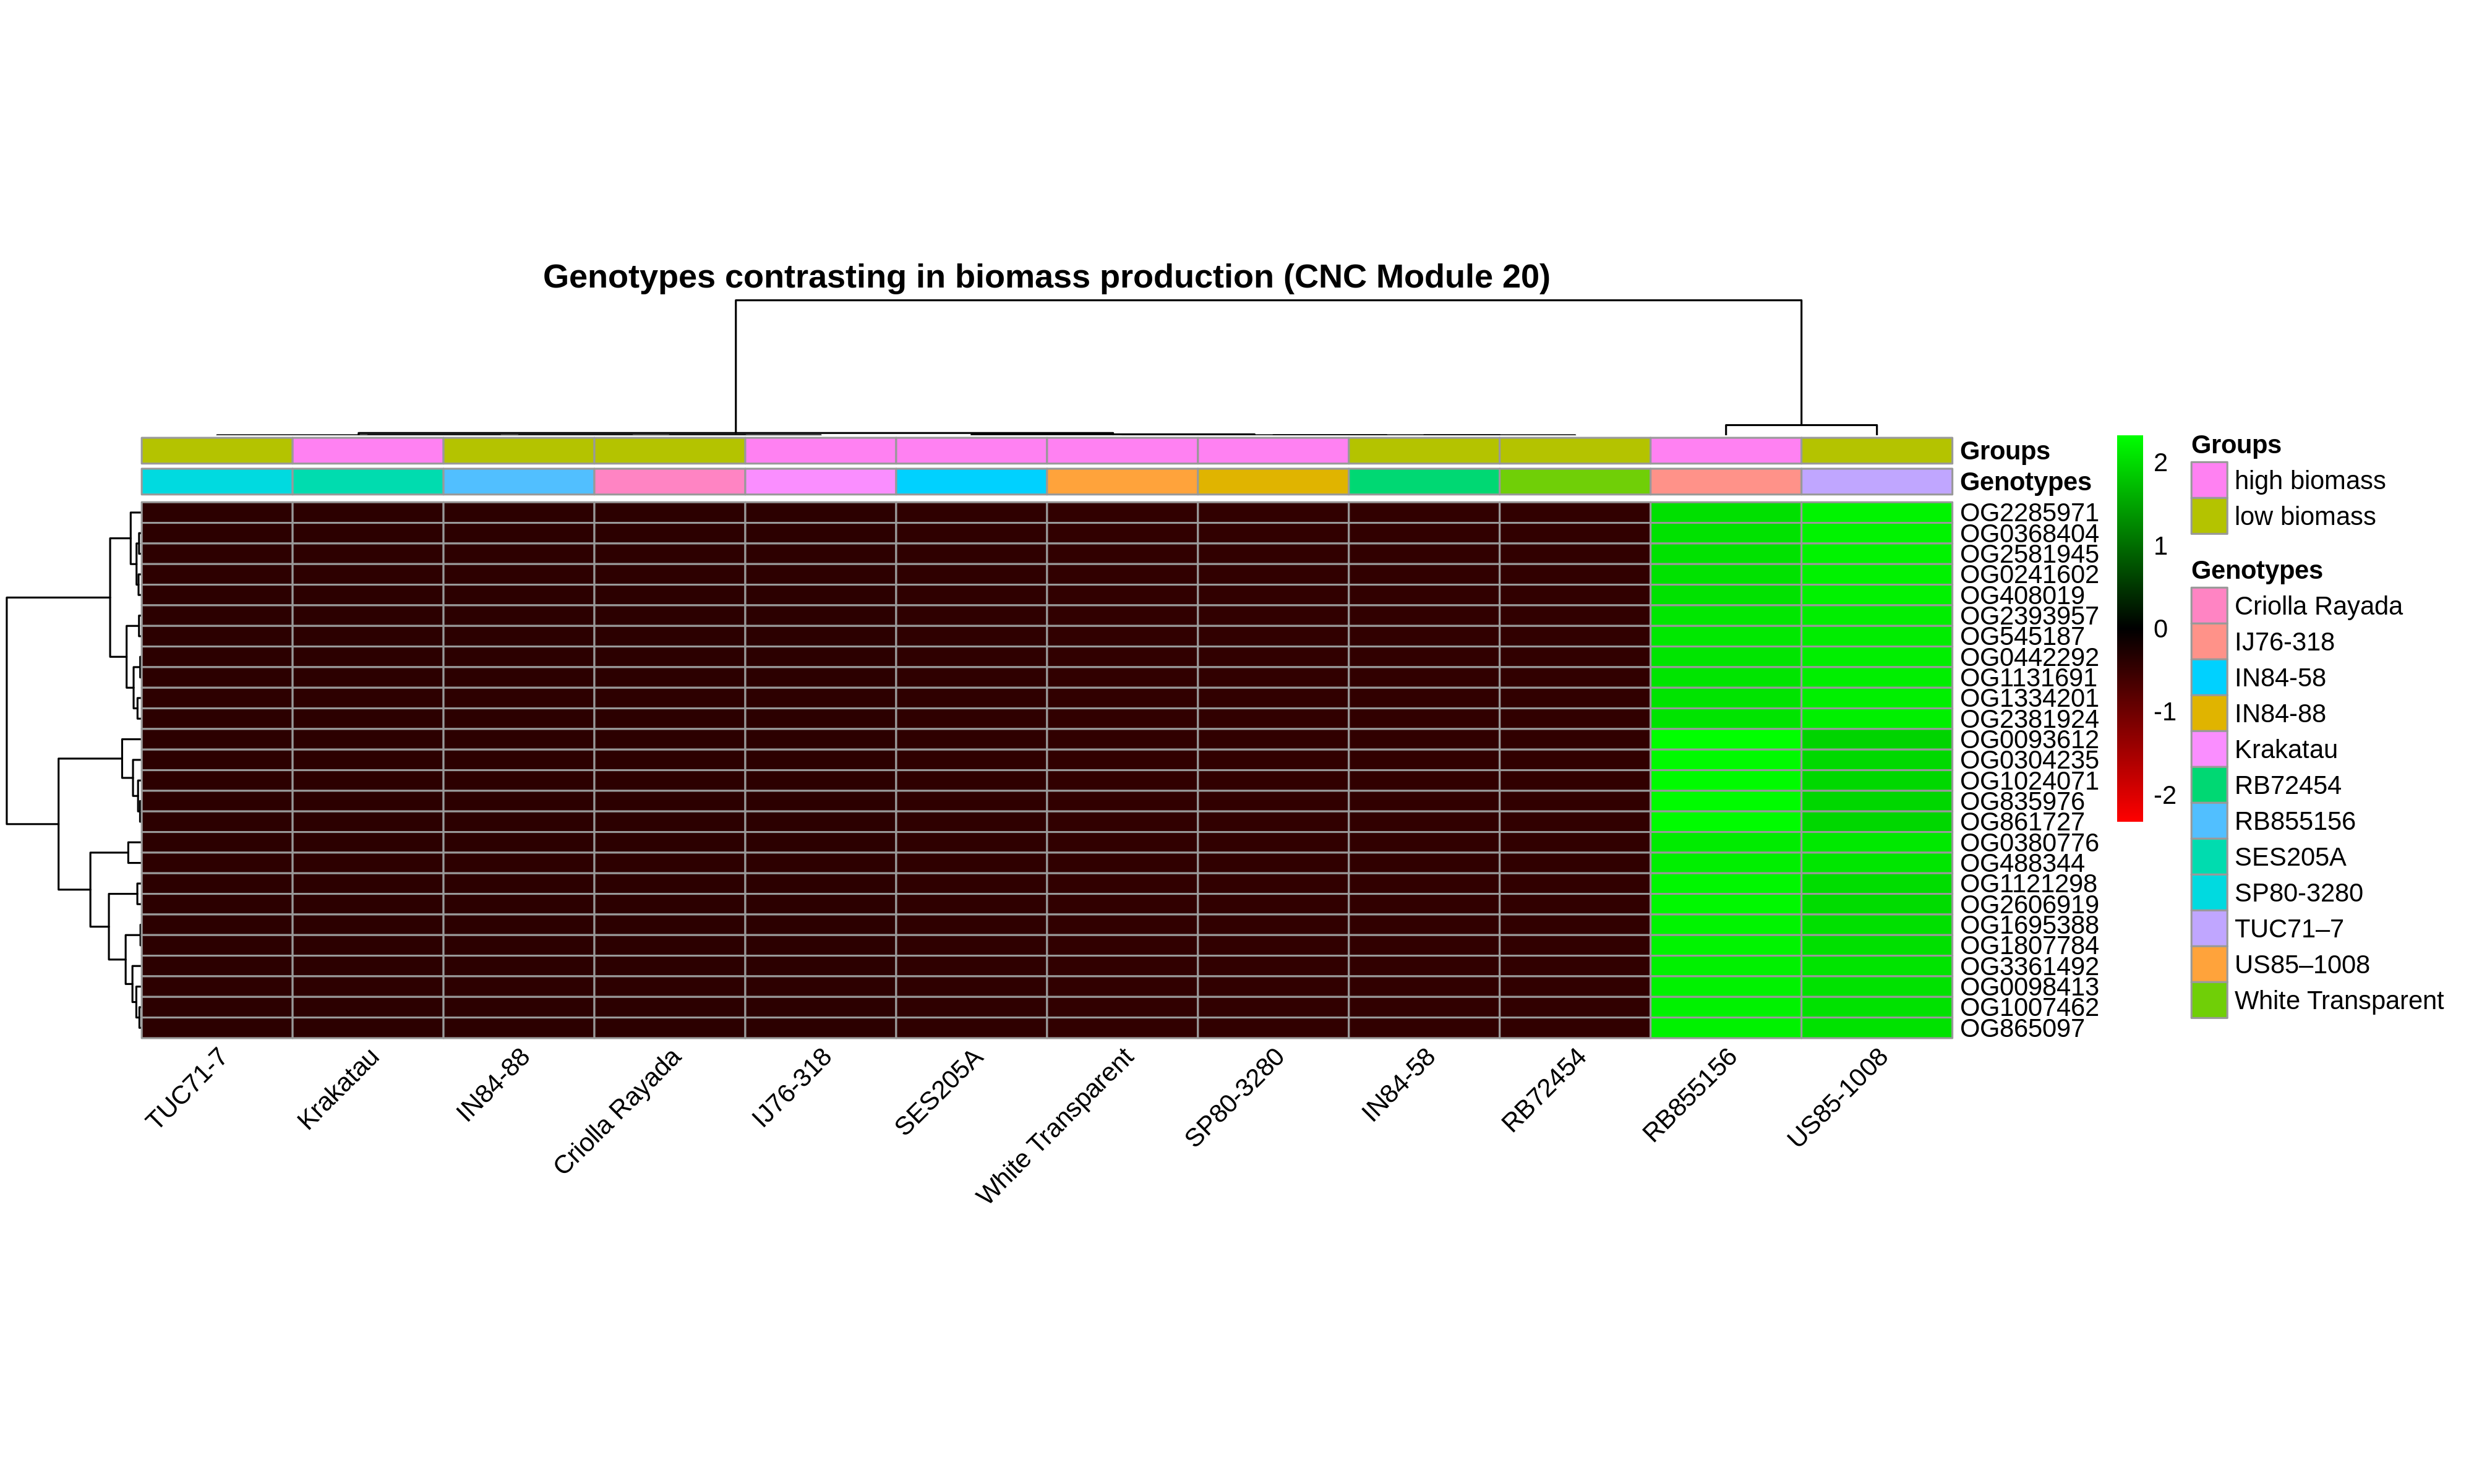 Genotypes contrasting in biomass production (CNC Module 20)
Groups
Genotypes
OG2285971
OG0368404
OG2581945
OG0241602
OG408019
OG2393957
OG545187
OG0442292
OG1131691
OG1334201
OG2381924
OG0093612
OG0304235
OG1024071
OG835976
OG861727
OG0380776
OG488344
OG1121298
OG2606919
OG1695388
OG1807784
OG3361492
OG0098413
OG1007462
OG865097
TUC71-7
Krakatau
IN84-88
Criolla Rayada
IJ76-318
SES205A
White Transparent
SP80-3280
IN84-58
RB72454
RB855156
US85-1008
2
1
0
-1
-2
Groups
high biomass
low biomass
Genotypes
Criolla Rayada
IJ76-318
IN84-58
IN84-88
Krakatau
RB72454
RB855156
SES205A
SP80-3280
TUC71–7
US85–1008
White Transparent